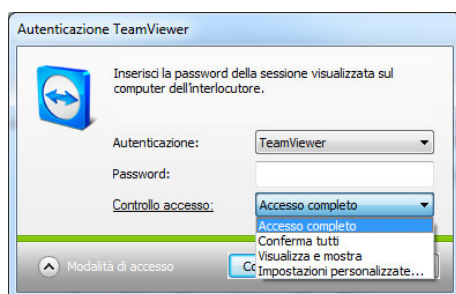 Autenticazione TeamViewer
Inserisci la password della sessione visualizzata sul
computer dell'interlocutore.
Autenticazione:
TeamViewer
Password:
Controllo accesso:
Accesso completo
Accesso completo
Conferma tutti
Visualizza e mostra
Impostazioni personalizzate...
Modalità di accesso